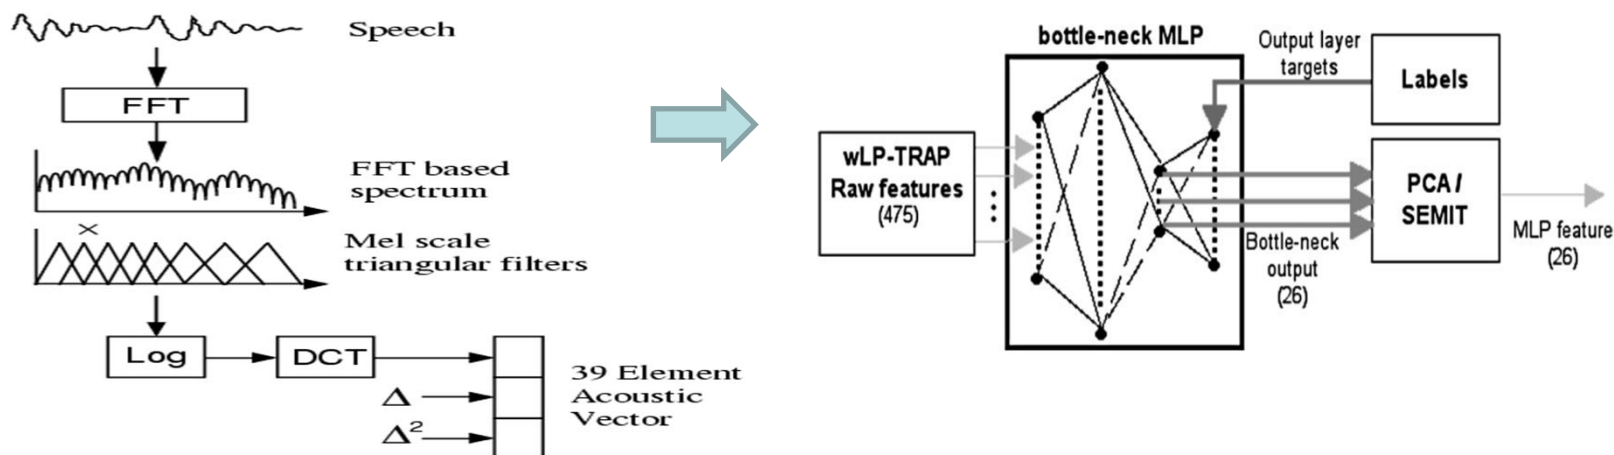 Speech
FFT
FFT based
spectrum
×
Mel scale
triangular filters
Log
DCT
39 Element
Acoustic
Vector
Δ
Δ²
bottle-neck MLP
Output layer
targets
Labels
wLP-TRAP
Raw features
(475)
PCA /
SEMIT
Bottle-neck
output
(26)
MLP feature
(26)